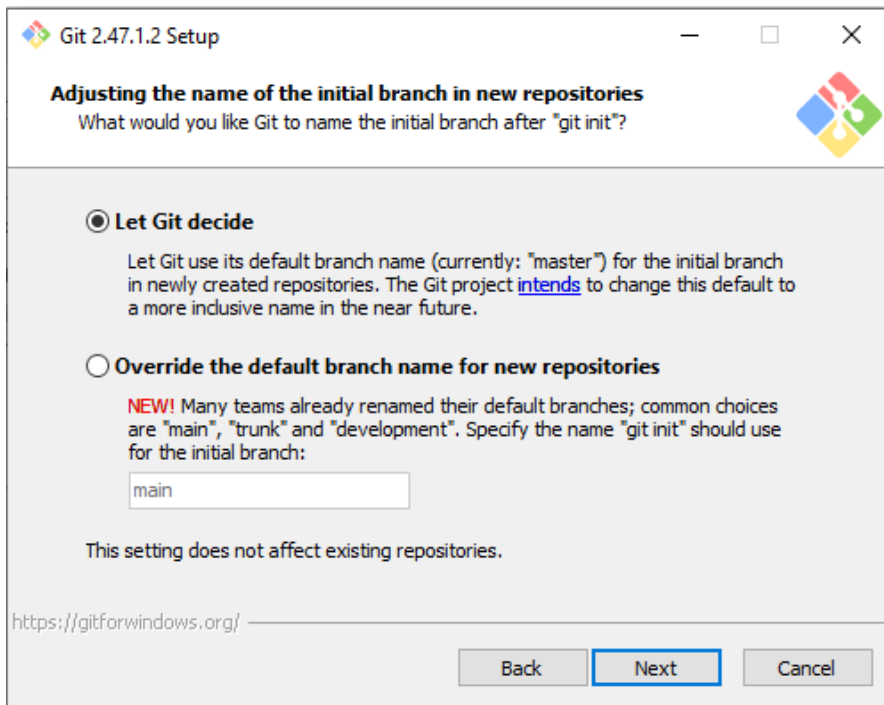 Git 2.47.1.2 Setup
Adjusting the name of the initial branch in new repositories
What would you like Git to name the initial branch after "git init"?
Let Git decide
Let Git use its default branch name (currently: "master") for the initial branch
in newly created repositories. The Git project intends to change this default to
a more inclusive name in the near future.
Override the default branch name for new repositories
NEW! Many teams already renamed their default branches; common choices
are "main", "trunk" and "development". Specify the name "git init" should use
for the initial branch:
main
This setting does not affect existing repositories.
https://gitforwindows.org/
Back Next Cancel